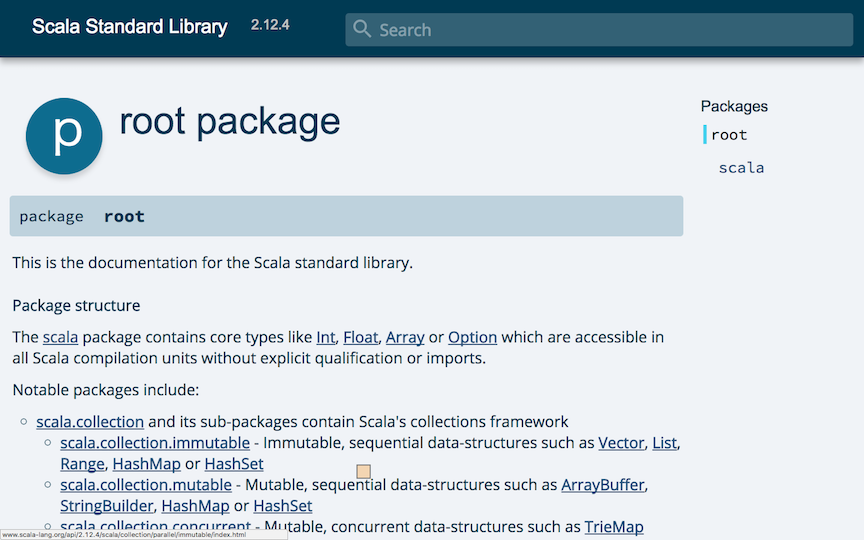 Scala Standard Library 2.12.4 Search
p root package
package root
This is the documentation for the Scala standard library.
Package structure
The scala package contains core types like Int, Float, Array or Option which are accessible in
all Scala compilation units without explicit qualification or imports.
Notable packages include:
scala.collection and its sub-packages contain Scala's collections framework
scala.collection.immutable - Immutable, sequential data-structures such as Vector, List,
Range, HashMap or HashSet
scala.collection.mutable - Mutable, sequential data-structures such as ArrayBuffer,
StringBuilder, HashMap or HashSet
scala.collection.concurrent - Mutable, concurrent data-structures such as TrieMap
www.scala-lang.org/api/2.12.4/scala/collection/parallel/immutable/index.html
Packages
root
scala